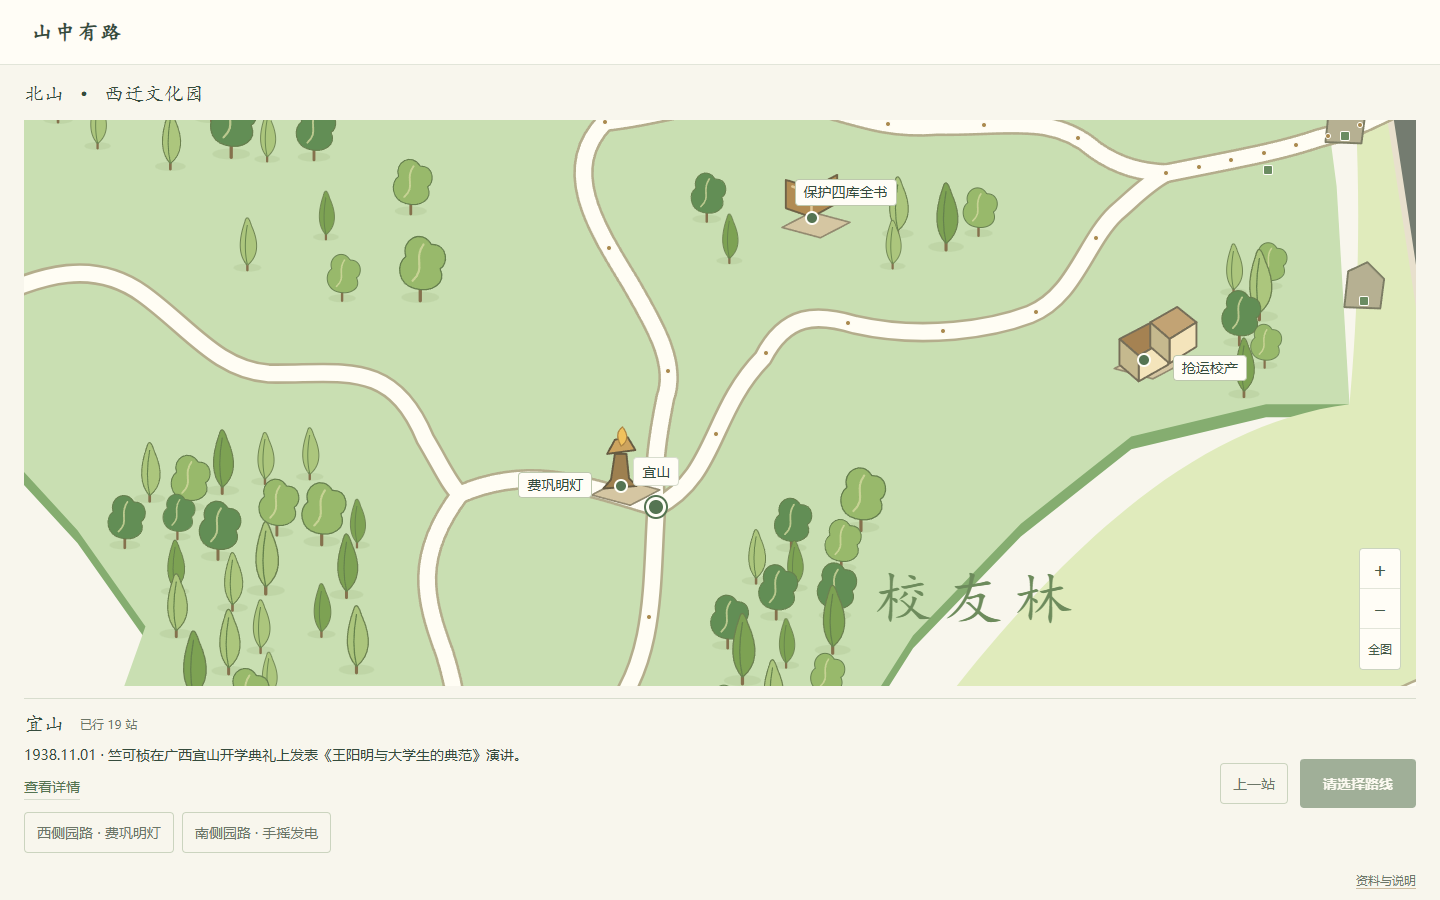 山中有路
北山 • 西迁文化园
保护四库全书
抢运校产
宜山
费巩明灯
校友林
+
−
全图
宜山 已行 19 站
1938.11.01 · 竺可桢在广西宜山开学典礼上发表《王阳明与大学生的典范》演讲。
查看详情
上一站
请选择路线
西侧园路 · 费巩明灯
南侧园路 · 手摇发电
资料与说明